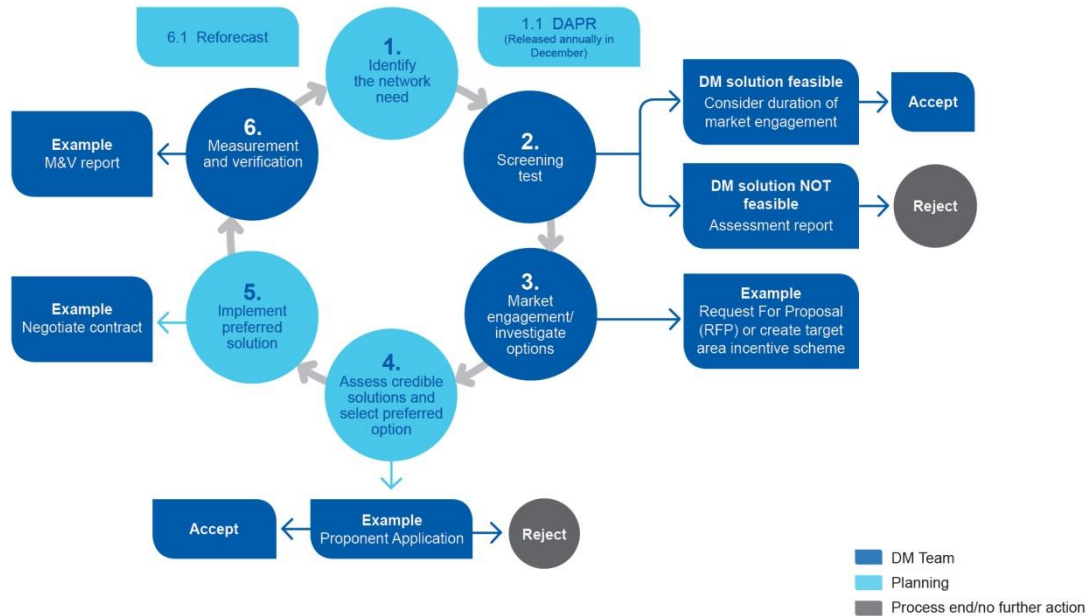 6.1 Reforecast
1.
Identify
the network
need
1.1 DAPR
(Released annually in
December)
DM solution feasible
Consider duration of
market engagement
Accept
2.
Screening
test
DM solution NOT
feasible
Assessment report
Reject
3.
Market
engagement/
investigate
options
Example
Request For Proposal
(RFP) or create target
area incentive scheme
4.
Assess credible
solutions and
select preferred
option
Accept
Example
Proponent Application
Reject
5.
Implement
preferred
solution
Example
Negotiate contract
6.
Measurement
and verification
Example
M&V report
DM Team
Planning
Process end/no further action